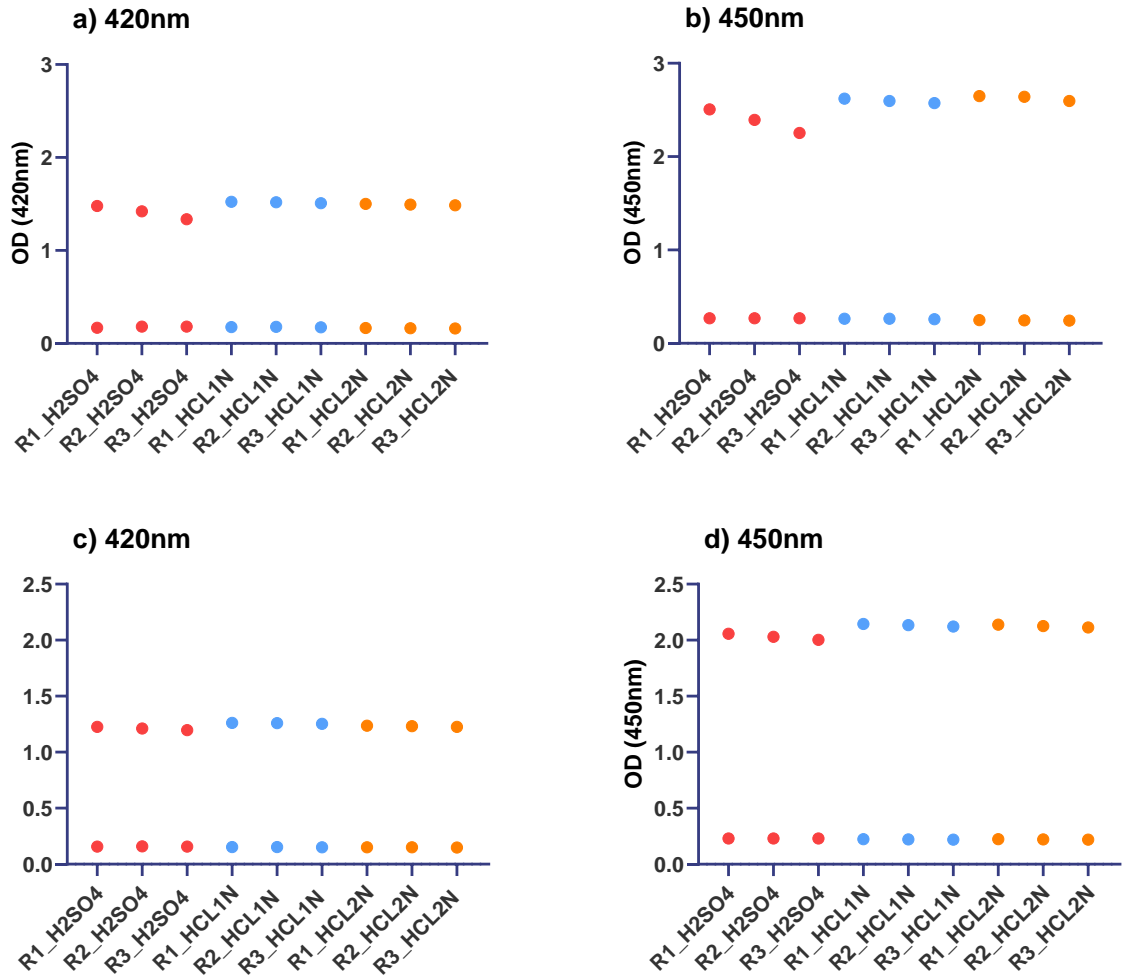 a) 420nm
3
2
1
0
OD (420nm)
R1_H2SO4
R2_H2SO4
R3_H2SO4
R1_HCL1N
R2_HCL1N
R3_HCL1N
R1_HCL2N
R2_HCL2N
R3_HCL2N
b) 450nm
3
2
1
0
OD (450nm)
R1_H2SO4
R2_H2SO4
R3_H2SO4
R1_HCL1N
R2_HCL1N
R3_HCL1N
R1_HCL2N
R2_HCL2N
R3_HCL2N
c) 420nm
2.5
2.0
1.5
1.0
0.5
0.0
R1_H2SO4
R2_H2SO4
R3_H2SO4
R1_HCL1N
R2_HCL1N
R3_HCL1N
R1_HCL2N
R2_HCL2N
R3_HCL2N
d) 450nm
2.5
2.0
1.5
1.0
0.5
0.0
OD (450nm)
R1_H2SO4
R2_H2SO4
R3_H2SO4
R1_HCL1N
R2_HCL1N
R3_HCL1N
R1_HCL2N
R2_HCL2N
R3_HCL2N